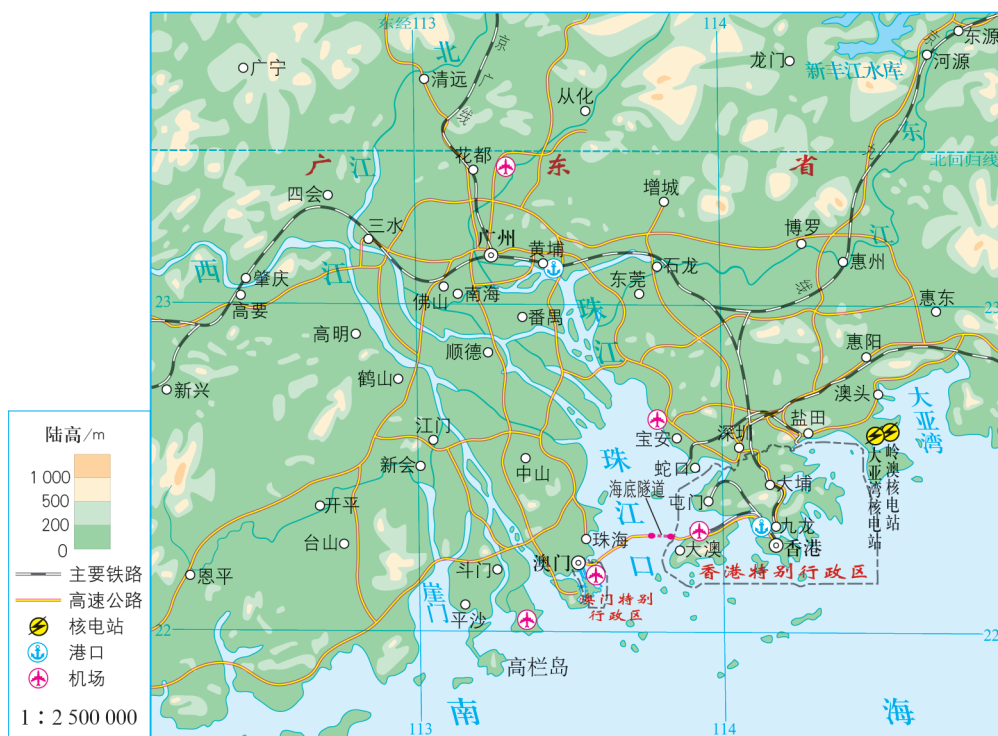 东经113
114
北
京
广
线
广宁
清远
从化
龙门
新丰江水库
东源
河源
京
东
北回归线
广
江
花都
东
省
四会
增城
三水
广州
黄埔
博罗
江
西
江
肇庆
高要
佛山
南海
东莞
石龙
惠州
线
23
23
番禺
珠
江
惠东
高明
顺德
惠阳
鹤山
新兴
澳头
大
亚
湾
江门
宝安
深圳
盐田
新会
中山
珠
江
口
蛇口
海底隧道
屯门
大埔
岭澳核电站
大亚湾核电站
开平
台山
珠海
大澳
九龙
香港
恩平
斗门
澳门
香港特别行政区
澳门特别
行政区
崖
门
平沙
22
22
高栏岛
南
海
113
114
陆高/m
1 000
500
200
0
主要铁路
高速公路
核电站
港口
机场
1：2 500 000